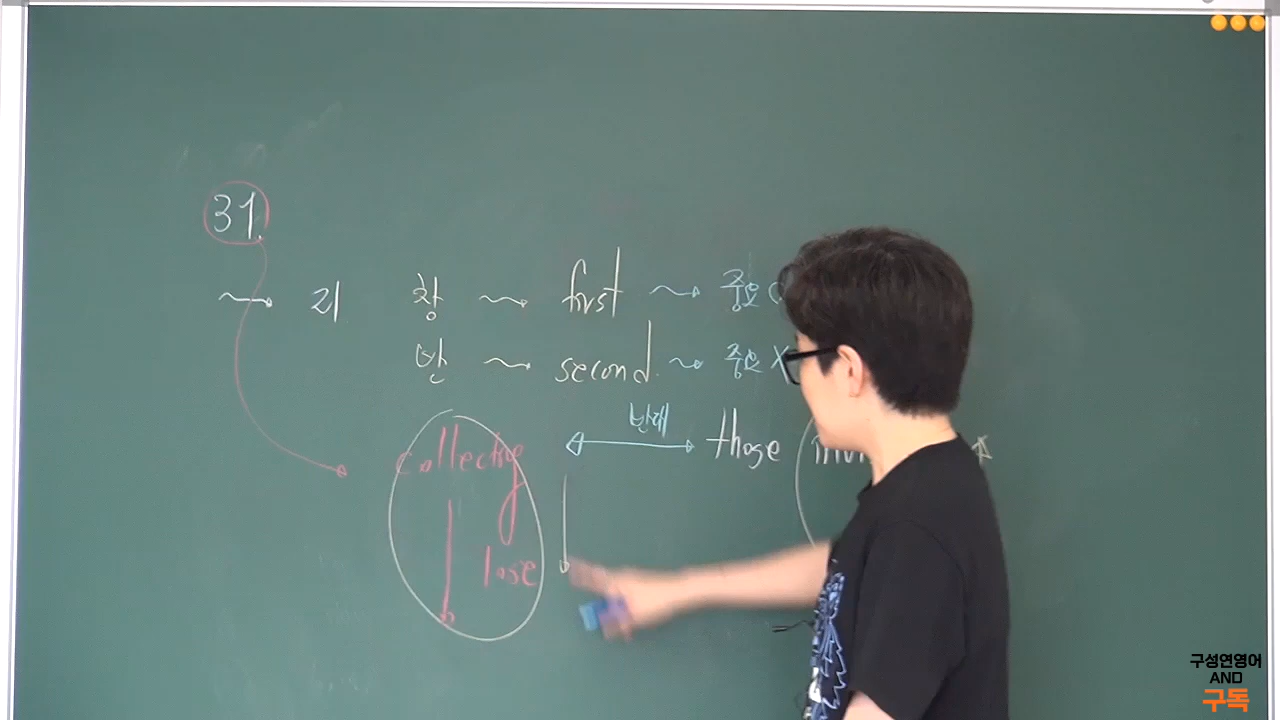 31.
리 창 first 중요
반 second. 중요 X
반대
collecting those
lose
구성연영어
AND
구독